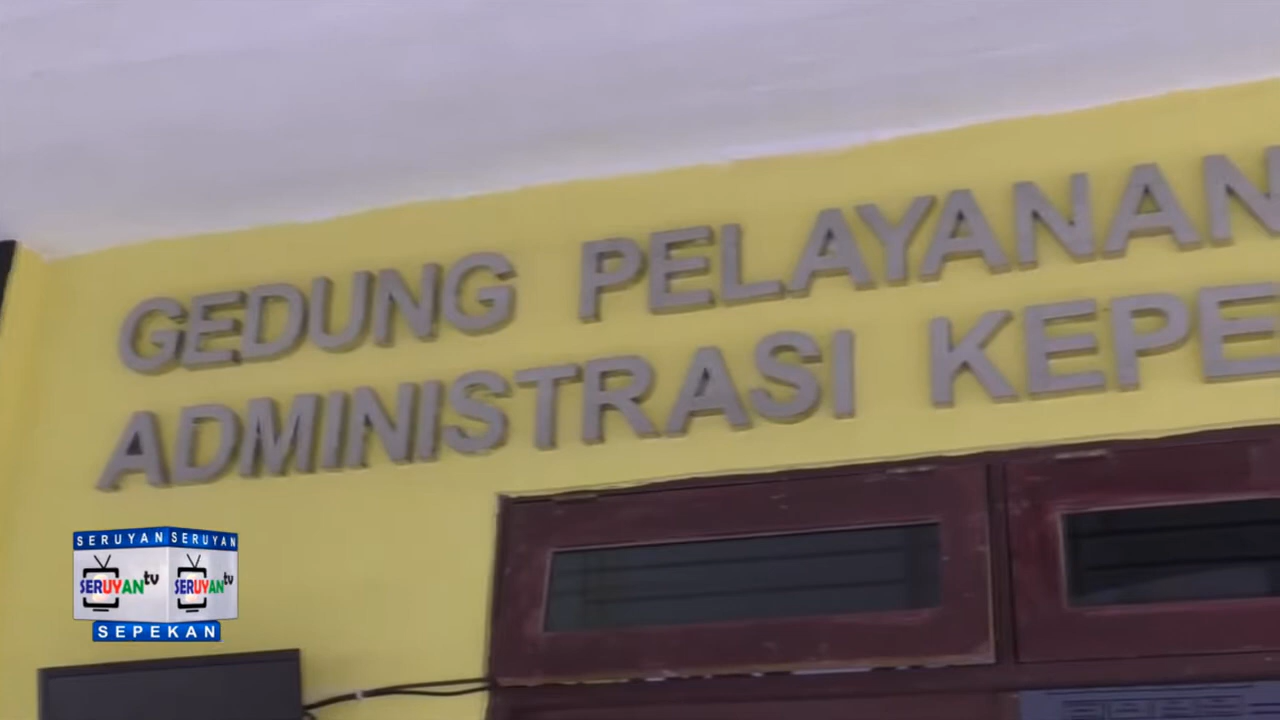 GEDUNG PELAYANAN
ADMINISTRASI KEPE
SERUYAN SERUYAN
SERUYAN tv SERUYAN tv
SEPEKAN